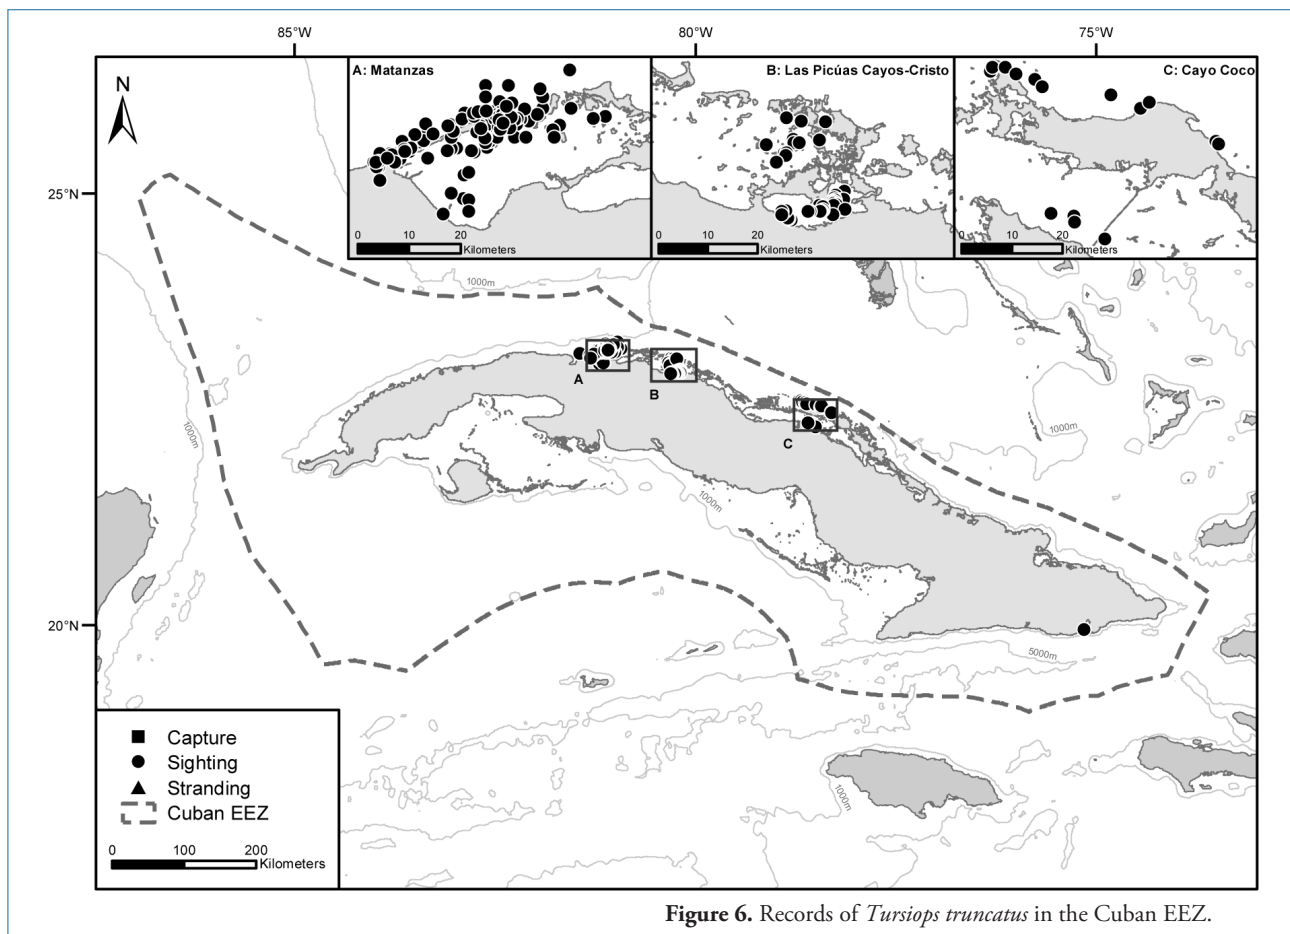 85°W 80°W 75°W
N
A: Matanzas
B: Las Picúas Cayos-Cristo
C: Cayo Coco
0 10 20
Kilometers
0 10 20
Kilometers
0 10 20
Kilometers
25°N
1000m
A
B
C
1000m
1000m
1000m
20°N
5000m
1000m
Capture
Sighting
Stranding
Cuban EEZ
0 100 200
Kilometers
Figure 6. Records of Tursiops truncatus in the Cuban EEZ.